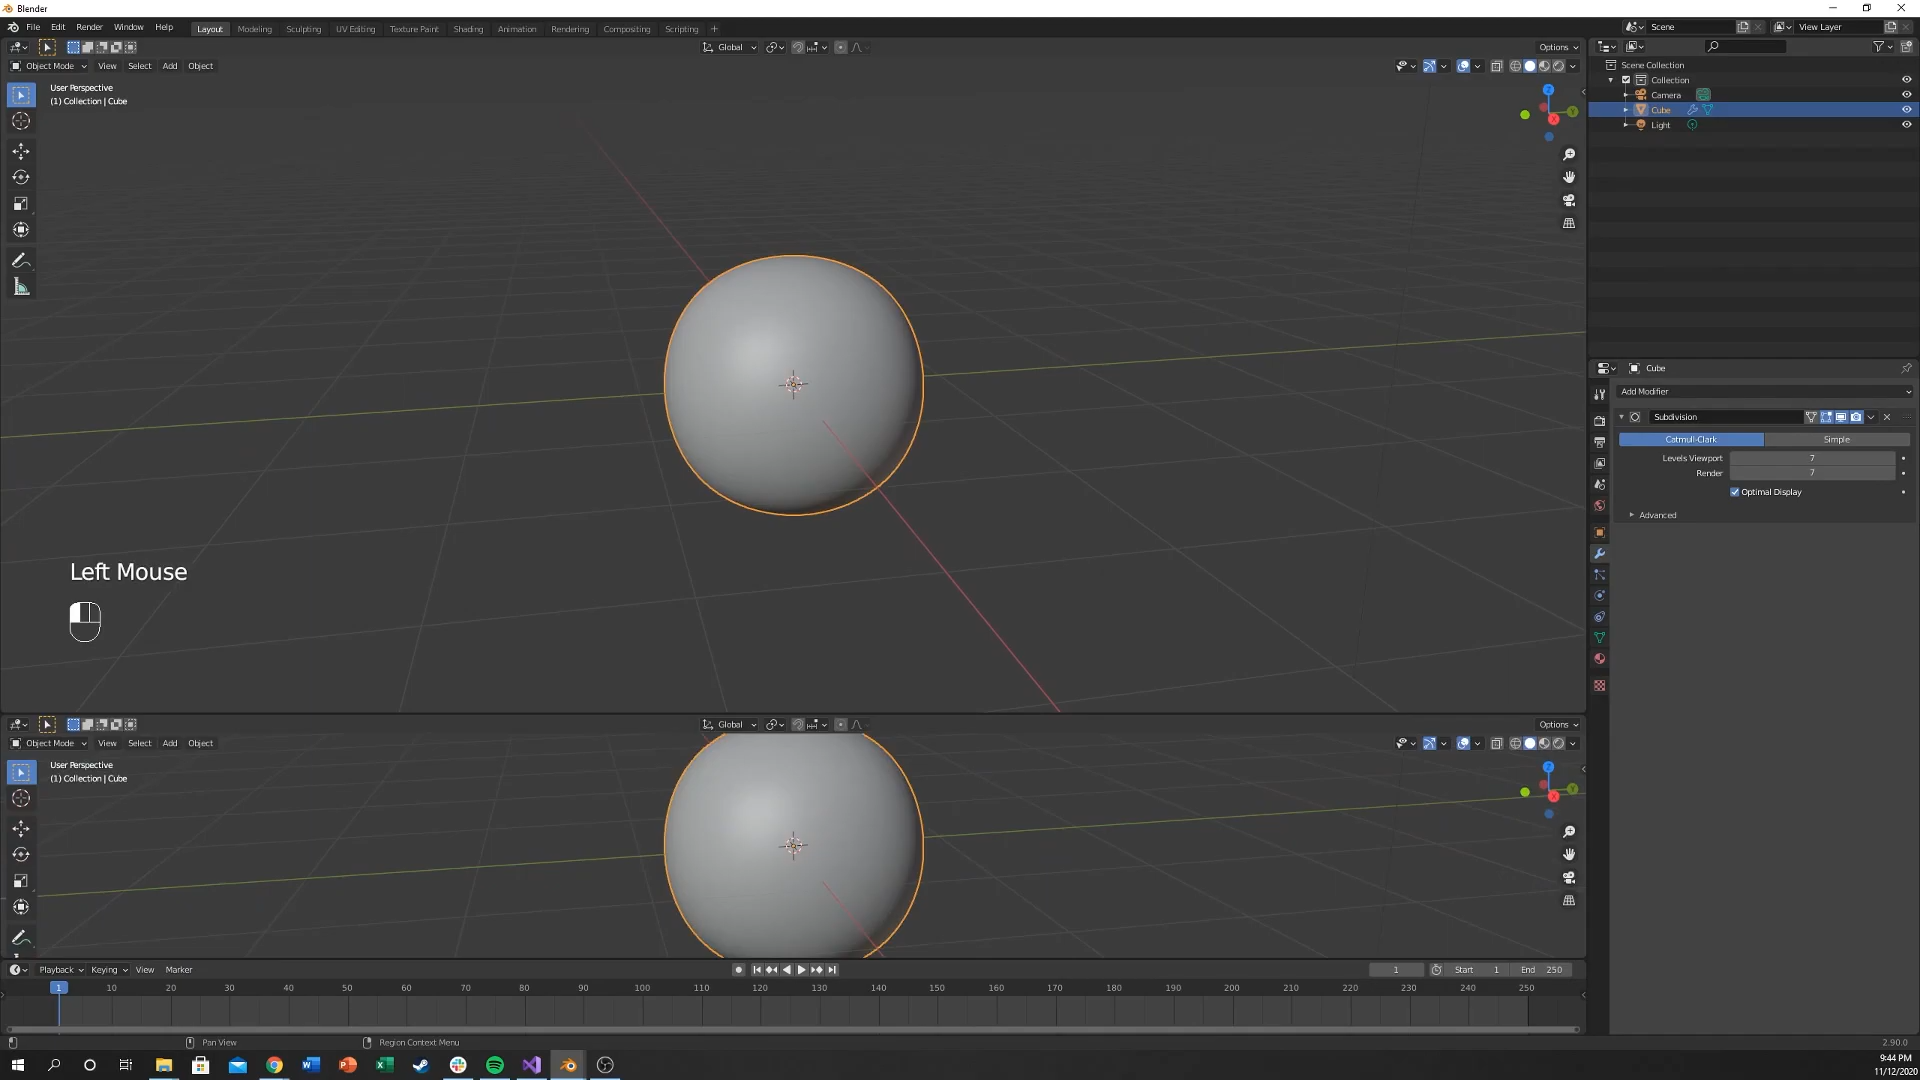 Blender
File Edit Render Window Help
Layout Modeling Sculpting UV Editing Texture Paint Shading Animation Rendering Compositing Scripting +
Scene
View Layer
Global
Options
Object Mode View Select Add Object
User Perspective
(1) Collection | Cube
Z
Y
X
Scene Collection
Collection
Camera
Cube
Light
Cube
Add Modifier
Subdivision
Catmull-Clark Simple
Levels Viewport 7
Render 7
Optimal Display
Advanced
Left Mouse
Global
Options
Object Mode View Select Add Object
User Perspective
(1) Collection | Cube
Z
Y
X
Playback Keying View Marker
1 Start 1 End 250
1 10 20 30 40 50 60 70 80 90 100 110 120 130 140 150 160 170 180 190 200 210 220 230 240 250
Pan View Region Context Menu
2.90.0
9:44 PM
11/12/2020